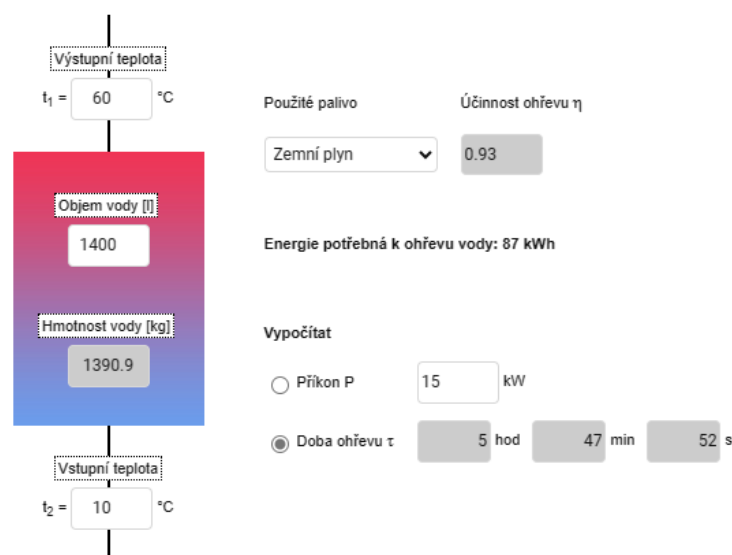 Výstupní teplota
t₁ = 60 °C
Použité palivo Účinnost ohřevu η
Zemní plyn 0.93
Objem vody [l]
1400
Energie potřebná k ohřevu vody: 87 kWh
Hmotnost vody [kg]
1390.9
Vypočítat
Příkon P 15 kW
Doba ohřevu τ 5 hod 47 min 52 s
Vstupní teplota
t₂ = 10 °C